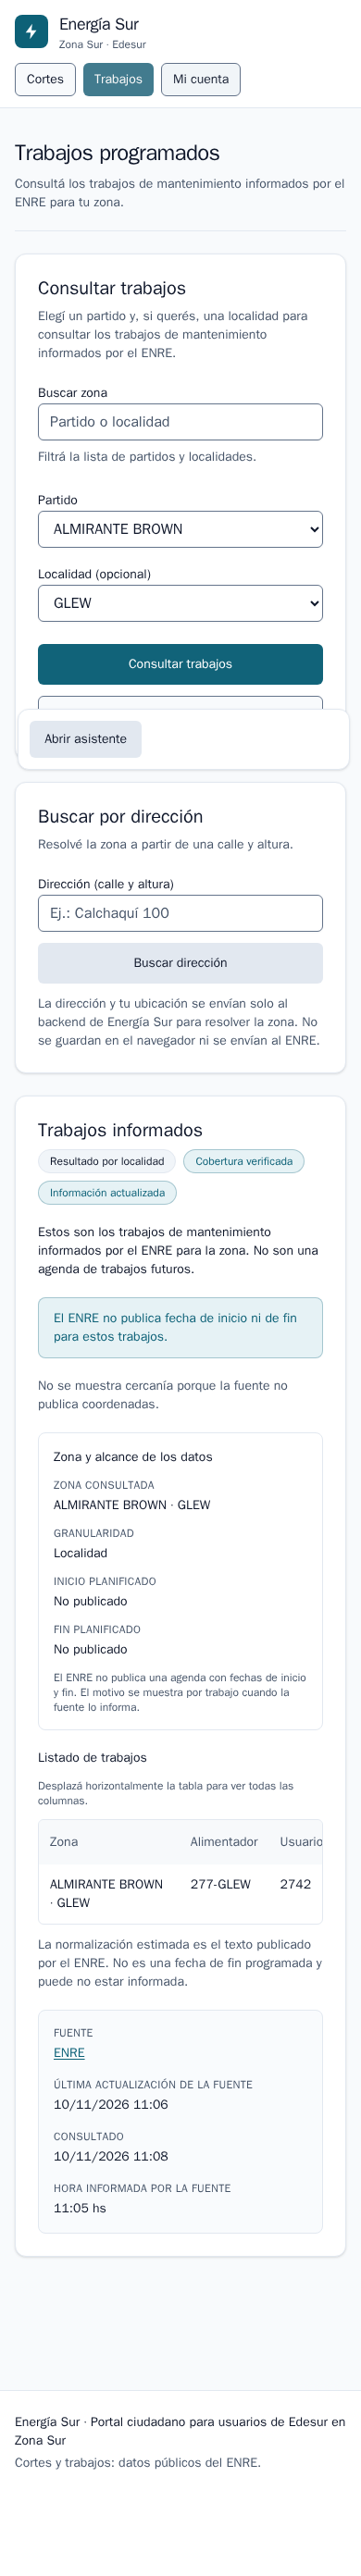 Energía Sur
Zona Sur · Edesur
Cortes
Trabajos
Mi cuenta
Trabajos programados
Consultá los trabajos de mantenimiento informados por el
ENRE para tu zona.
Consultar trabajos
Elegí un partido y, si querés, una localidad para
consultar los trabajos de mantenimiento
informados por el ENRE.
Buscar zona
Partido o localidad
Filtrá la lista de partidos y localidades.
Partido
ALMIRANTE BROWN
Localidad (opcional)
GLEW
Consultar trabajos
Abrir asistente
Buscar por dirección
Resolvé la zona a partir de una calle y altura.
Dirección (calle y altura)
Ej.: Calchaquí 100
Buscar dirección
La dirección y tu ubicación se envían solo al
backend de Energía Sur para resolver la zona. No
se guardan en el navegador ni se envían al ENRE.
Trabajos informados
Resultado por localidad
Cobertura verificada
Información actualizada
Estos son los trabajos de mantenimiento
informados por el ENRE para la zona. No son una
agenda de trabajos futuros.
El ENRE no publica fecha de inicio ni de fin
para estos trabajos.
No se muestra cercanía porque la fuente no
publica coordenadas.
Zona y alcance de los datos
ZONA CONSULTADA
ALMIRANTE BROWN · GLEW
GRANULARIDAD
Localidad
INICIO PLANIFICADO
No publicado
FIN PLANIFICADO
No publicado
El ENRE no publica una agenda con fechas de inicio
y fin. El motivo se muestra por trabajo cuando la
fuente lo informa.
Listado de trabajos
Desplazá horizontalmente la tabla para ver todas las
columnas.
Zona Alimentador Usuario
ALMIRANTE BROWN 277-GLEW 2742
· GLEW
La normalización estimada es el texto publicado
por el ENRE. No es una fecha de fin programada y
puede no estar informada.
FUENTE
ENRE
ÚLTIMA ACTUALIZACIÓN DE LA FUENTE
10/11/2026 11:06
CONSULTADO
10/11/2026 11:08
HORA INFORMADA POR LA FUENTE
11:05 hs
Energía Sur · Portal ciudadano para usuarios de Edesur en
Zona Sur
Cortes y trabajos: datos públicos del ENRE.